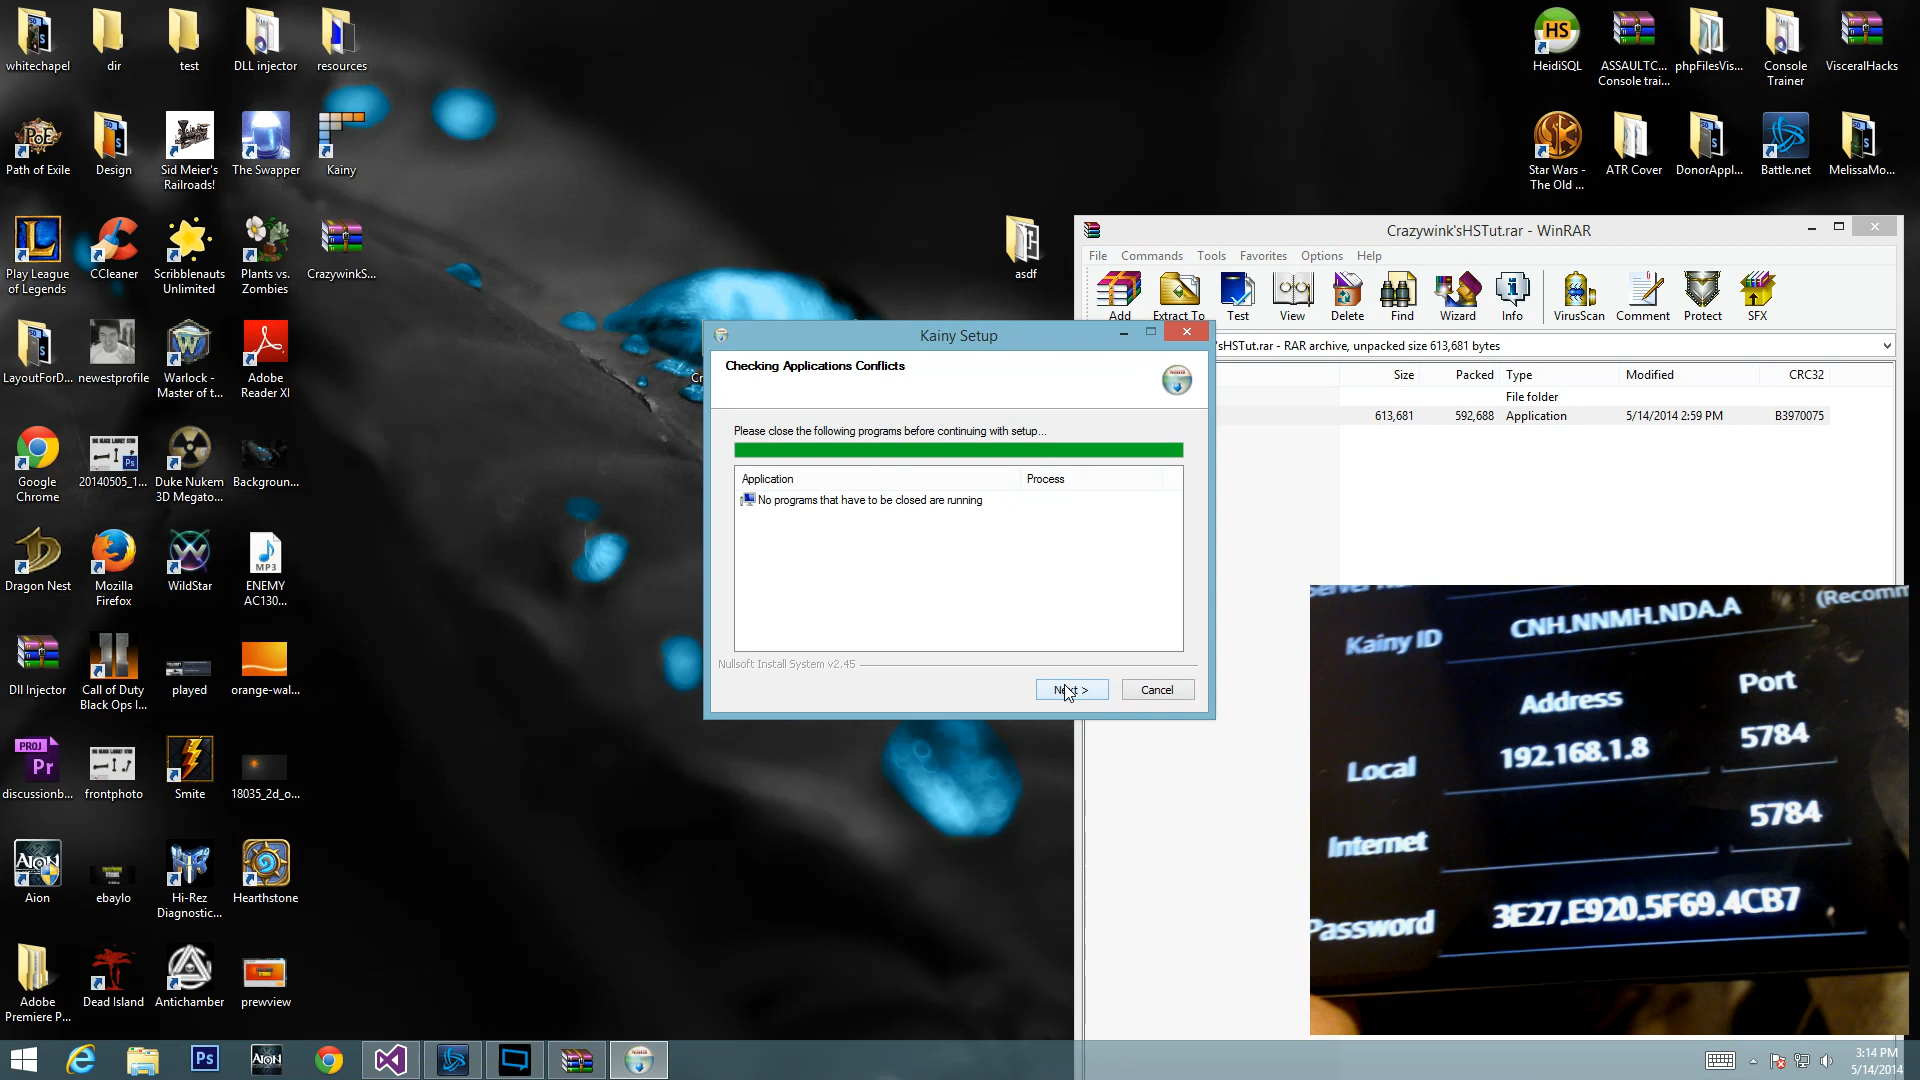 whitechapel
dir
test
DLL injector
resources
Path of Exile
Design
Sid Meier's
Railroads!
The Swapper
Kainy
Play League
of Legends
CCleaner
Scribblenauts
Unlimited
Plants vs.
Zombies
CrazywinkS...
LayoutForD...
newestprofile
Warlock -
Master of t...
Adobe
Reader XI
Google
Chrome
20140505_1...
Duke Nukem
3D Megato...
Backgroun...
Dragon Nest
Mozilla
Firefox
WildStar
MP3
ENEMY
AC130...
Dll Injector
Call of Duty
Black Ops I...
played
orange-wal...
PROJ
Pr
discussionb...
frontphoto
Smite
18035_2d_o...
Aion
ebaylo
Hi-Rez
Diagnostic...
Hearthstone
Adobe
Premiere P...
Dead Island
Antichamber
prewview
HS
HeidiSQL
ASSAULTC...
Console trai...
phpFilesVis...
Console
Trainer
VisceralHacks
Star Wars -
The Old ...
ATR Cover
DonorAppl...
Battle.net
MelissaMo...
asdf
Crazywink'sHSTut.rar - WinRAR
File Commands Tools Favorites Options Help
Add Extract To Test View Delete Find Wizard Info VirusScan Comment Protect SFX
'sHSTut.rar - RAR archive, unpacked size 613,681 bytes
Size Packed Type Modified CRC32
File folder
613,681 592,688 Application 5/14/2014 2:59 PM B3970075
Kainy Setup
Checking Applications Conflicts
Please close the following programs before continuing with setup...
Application Process
No programs that have to be closed are running
Nullsoft Install System v2.45
Next >
Cancel
Kainy ID CNH.NNMH.NDA.A
Address Port
Local 192.168.1.8 5784
Internet 5784
Password 3E27.E920.5F69.4CB7
Ps
AION
3:14 PM
5/14/2014